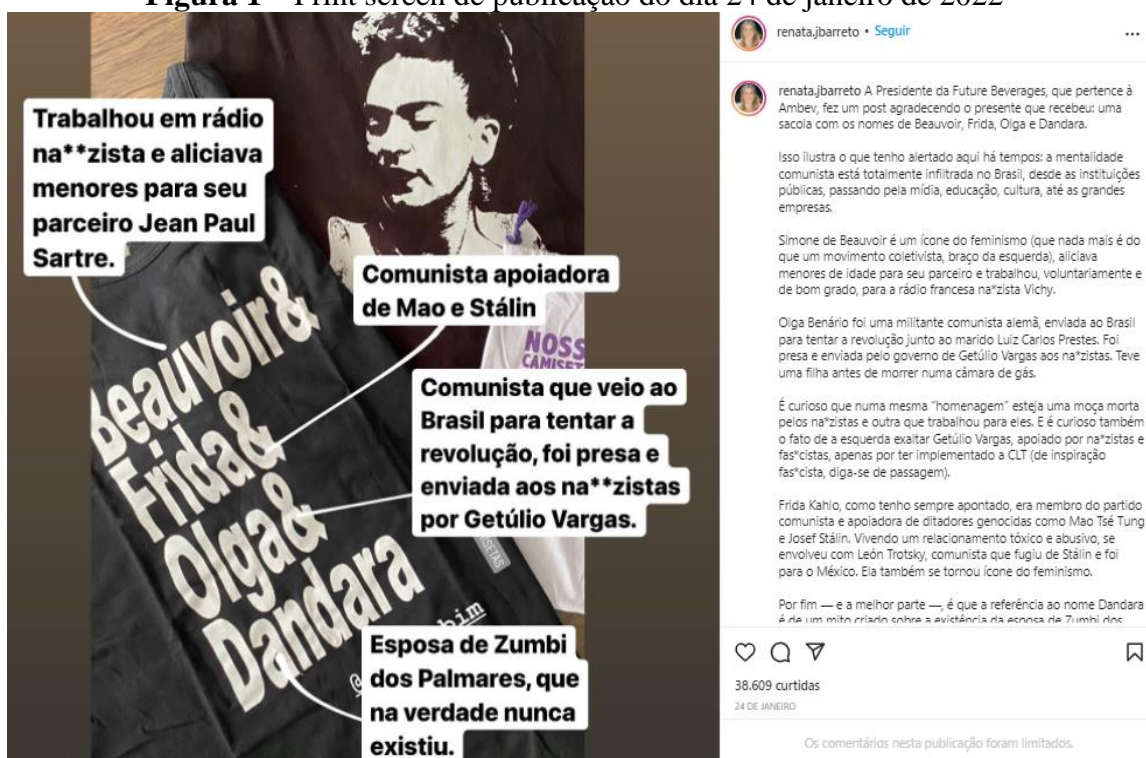 Figura 1 – Print screen de publicação do dia 24 de janeiro de 2022
Trabalhou em rádio
na**zista e aliciava
menores para seu
parceiro Jean Paul
Sartre.
Comunista apoiadora
de Mao e Stálin
NOSS
CAMISET
Comunista que veio ao
Brasil para tentar a
revolução, foi presa e
enviada aos na**zistas
por Getúlio Vargas.
Beauvoir&
Frida&
Olga&
Dandara
Esposa de Zumbi
dos Palmares, que
na verdade nunca
existiu.
renata.jbarreto • Seguir
renata.jbarreto A Presidente da Future Beverages, que pertence à
Ambev, fez um post agradecendo o presente que recebeu: uma
sacola com os nomes de Beauvoir, Frida, Olga e Dandara.
Isso ilustra o que tenho alertado aqui há tempos: a mentalidade
comunista está totalmente infiltrada no Brasil, desde as instituições
públicas, passando pela mídia, educação, cultura, até as grandes
empresas.
Simone de Beauvoir é um ícone do feminismo (que nada mais é do
que um movimento coletivista, braço da esquerda), aliciava
menores de idade para seu parceiro e trabalhou, voluntariamente e
de bom grado, para a rádio francesa na*zista Vichy.
Olga Benário foi uma militante comunista alemã, enviada ao Brasil
para tentar a revolução junto ao marido Luiz Carlos Prestes. Foi
presa e enviada pelo governo de Getúlio Vargas aos na*zistas. Teve
uma filha antes de morrer numa câmara de gás.
É curioso que numa mesma “homenagem” esteja uma moça morta
pelos na*zistas e outra que trabalhou para eles. E é curioso também
o fato de a esquerda exaltar Getúlio Vargas, apoiado por na*zistas e
fas*cistas, apenas por ter implementado a CLT (de inspiração
fas*cista, diga-se de passagem).
Frida Kahlo, como tenho sempre apontado, era membro do partido
comunista e apoiadora de ditadores genocidas como Mao Tsé Tung
e Josef Stálin. Vivendo um relacionamento tóxico e abusivo, se
envolveu com León Trotsky, comunista que fugiu de Stálin e foi
para o México. Ela também se tornou ícone do feminismo.
Por fim — e a melhor parte —, é que a referência ao nome Dandara
é de um mito criado sobre a existência da esposa de Zumbi dos
38.609 curtidas
24 DE JANEIRO
Os comentários nesta publicação foram limitados.